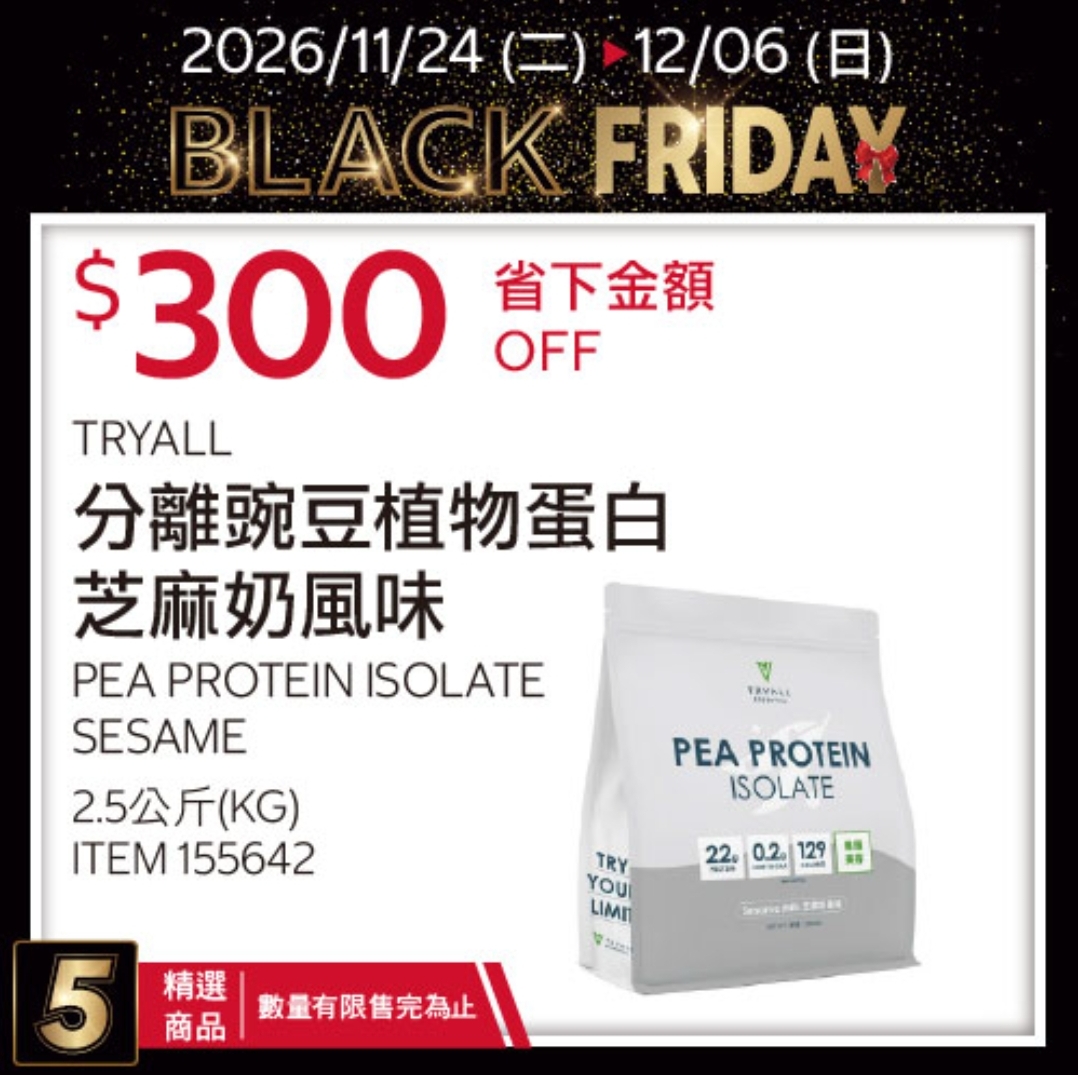 2026/11/24 (二) ▶ 12/06 (日)
BLACK FRIDAY
$300
省下金額
OFF
TRYALL
分離豌豆植物蛋白
芝麻奶風味
PEA PROTEIN ISOLATE
SESAME
2.5公斤(KG)
ITEM 155642
TRYALL
PEA PROTEIN
ISOLATE
22g
0.2g
129
TRY
YOU
LIMIT
5
精選
商品
數量有限售完為止